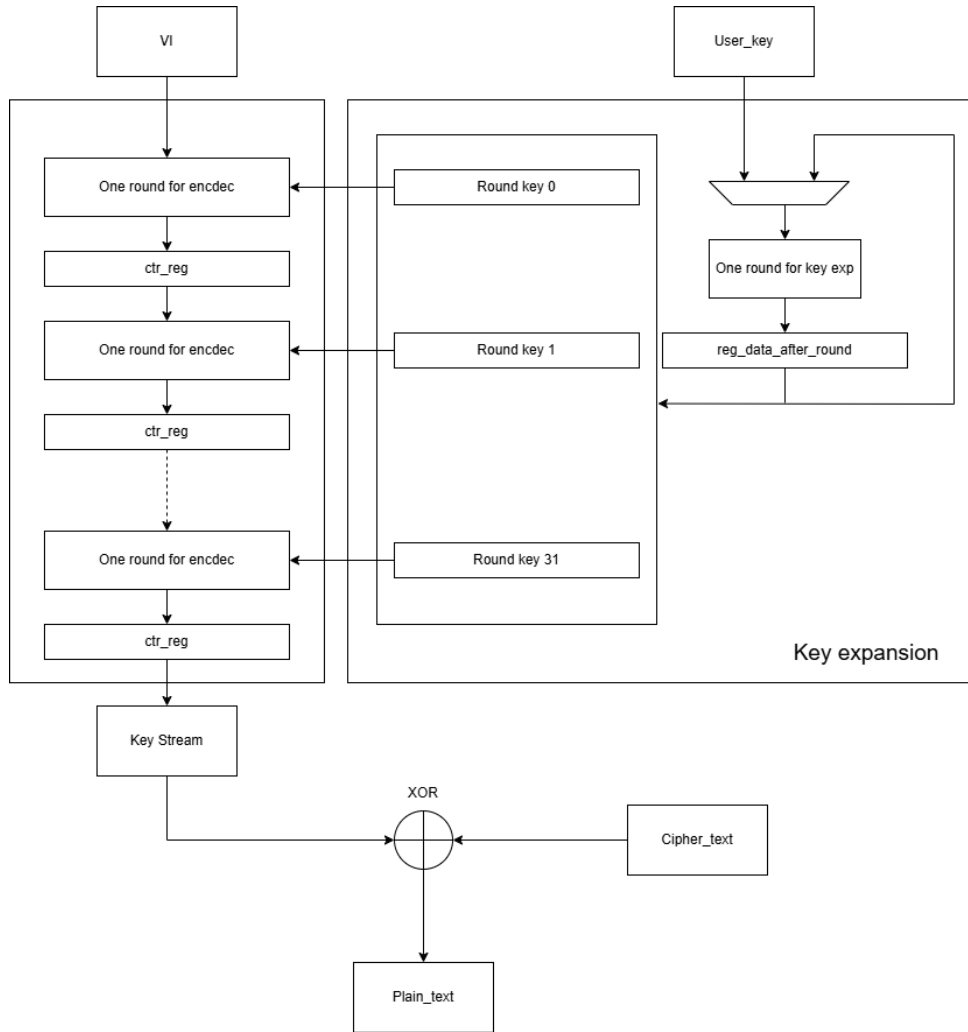 VI
User_key
One round for encdec
Round key 0
ctr_reg
One round for key exp
One round for encdec
Round key 1
reg_data_after_round
ctr_reg
One round for encdec
Round key 31
ctr_reg
Key expansion
Key Stream
XOR
Cipher_text
Plain_text